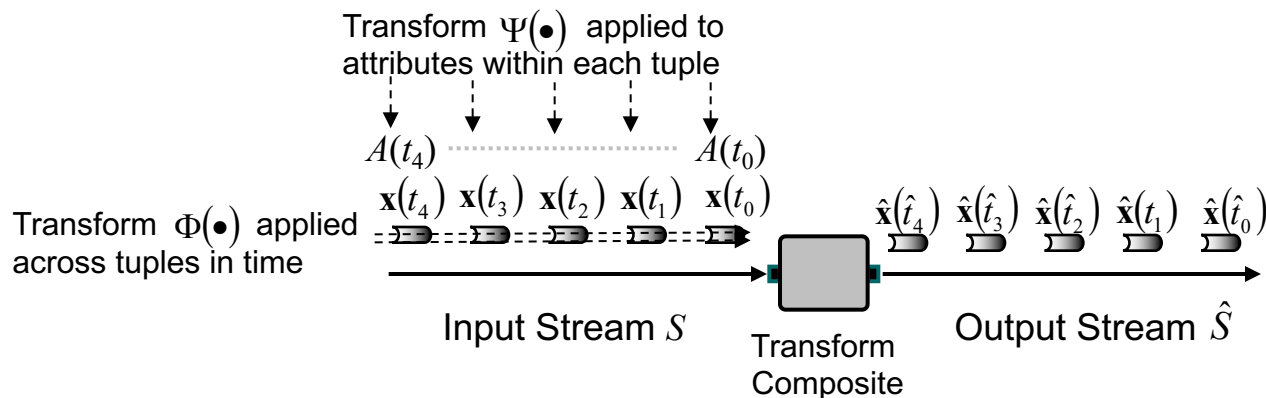 Transform Ψ(•) applied to
attributes within each tuple
A(t₄) A(t₀)
𝐱(t₄) 𝐱(t₃) 𝐱(t₂) 𝐱(t₁) 𝐱(t₀)
Transform Φ(•) applied
across tuples in time
𝐱̂(t̂₄) 𝐱̂(t̂₃) 𝐱̂(t̂₂) 𝐱̂(t₁) 𝐱̂(t̂₀)
Input Stream S
Transform
Composite
Output Stream Ŝ